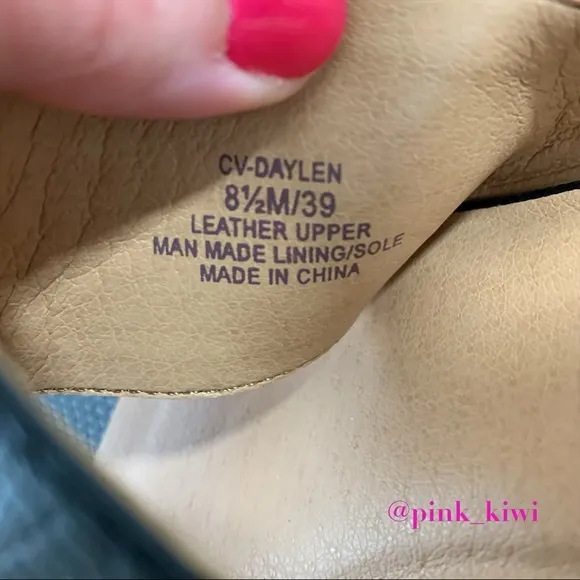 CV-DAYLEN
8½M/39
LEATHER UPPER
MAN MADE LINING/SOLE
MADE IN CHINA
@pink_kiwi